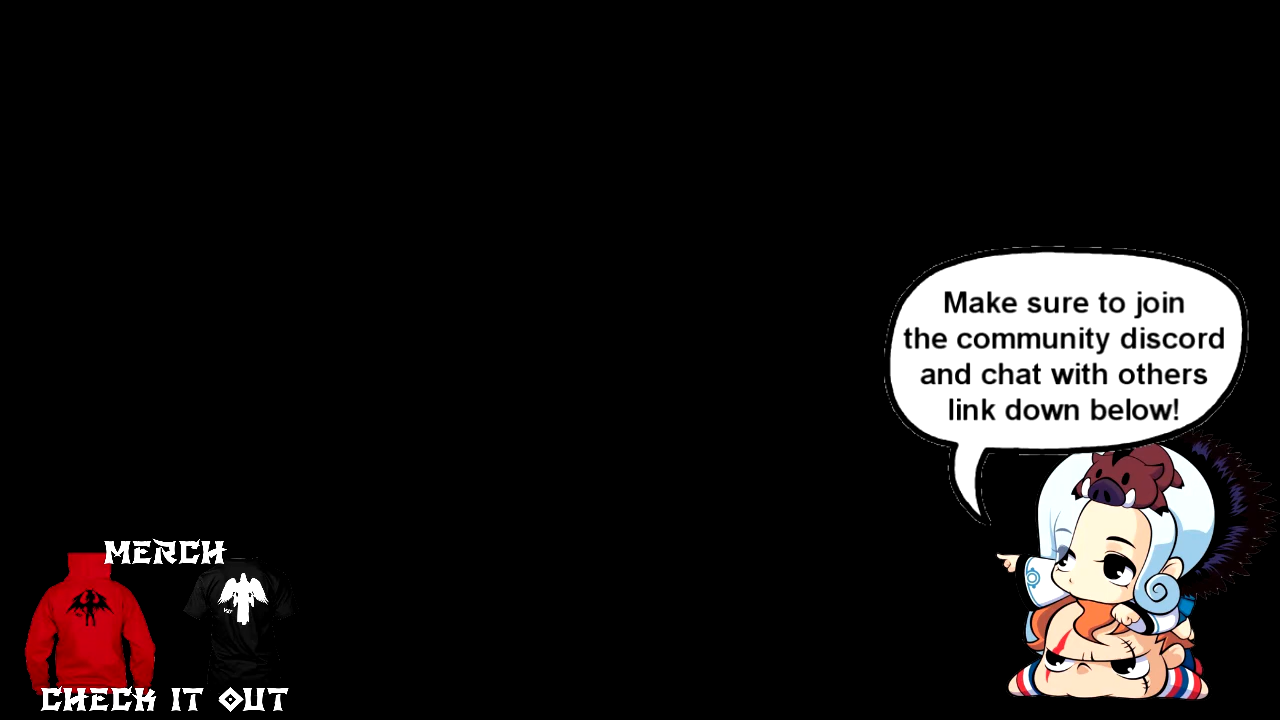 Make sure to join
the community discord
and chat with others
link down below!
MERCH
CHECK IT OUT